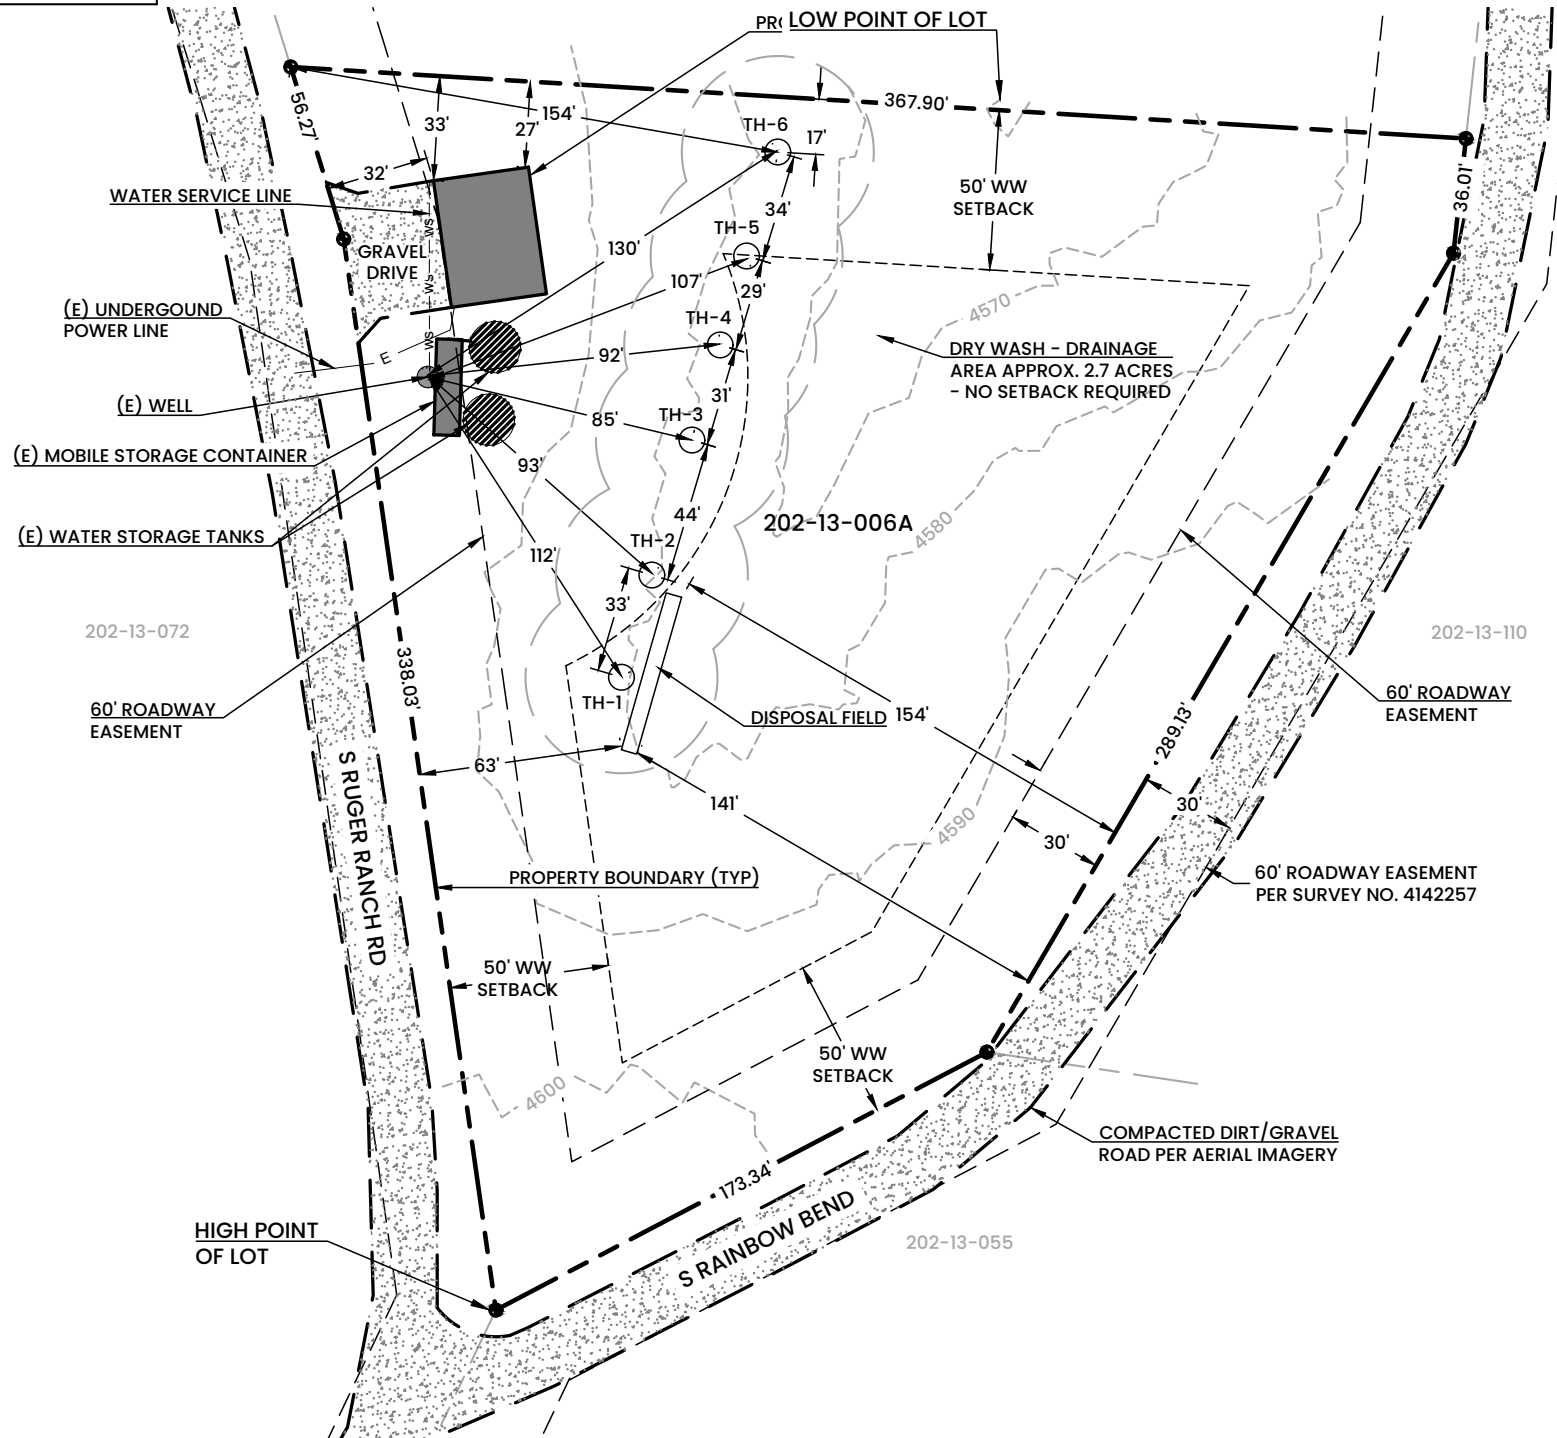 LOW POINT OF LOT
367.90'
56.27'
154'
33'
27'
TH-6
17'
32'
36.01'
WATER SERVICE LINE
WS
50' WW
SETBACK
34'
TH-5
GRAVEL
DRIVE
130'
WS
107'
29'
4570
(E) UNDERGOUND
POWER LINE
TH-4
WS
E
92'
DRY WASH - DRAINAGE
AREA APPROX. 2.7 ACRES
- NO SETBACK REQUIRED
31'
(E) WELL
85'
TH-3
(E) MOBILE STORAGE CONTAINER
93'
44'
202-13-006A
4580
(E) WATER STORAGE TANKS
TH-2
112'
33'
202-13-072
202-13-110
338.03'
TH-1
60' ROADWAY
EASEMENT
60' ROADWAY
EASEMENT
DISPOSAL FIELD
154'
289.13'
63'
141'
30'
4590
30'
S RUGER RANCH RD
PROPERTY BOUNDARY (TYP)
60' ROADWAY EASEMENT
PER SURVEY NO. 4142257
50' WW
SETBACK
50' WW
SETBACK
4600
COMPACTED DIRT/GRAVEL
ROAD PER AERIAL IMAGERY
173.34'
HIGH POINT
OF LOT
S RAINBOW BEND
202-13-055